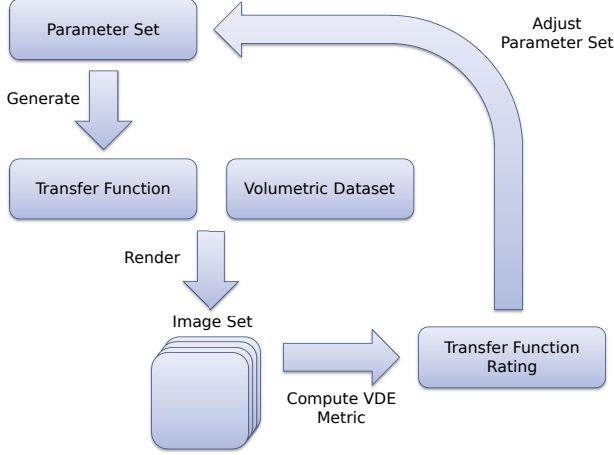 Parameter Set
Adjust
Parameter Set
Generate
Transfer Function
Volumetric Dataset
Render
Image Set
Transfer Function
Rating
Compute VDE
Metric